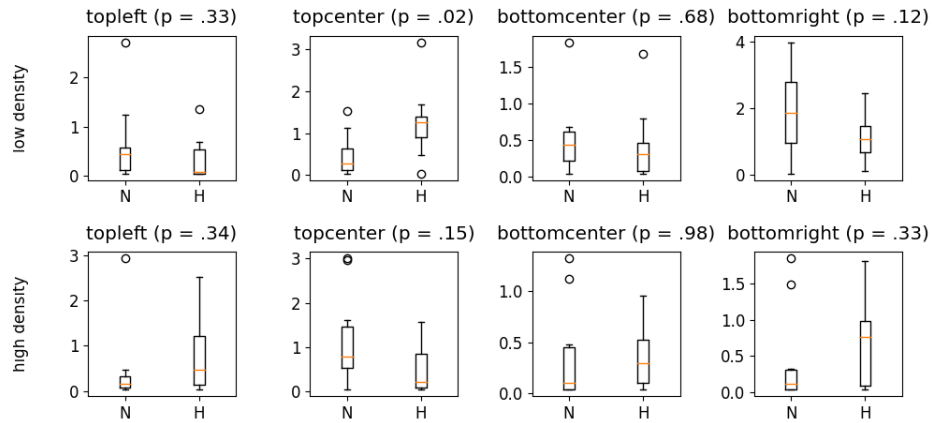 topleft (p = .33) topcenter (p = .02) bottomcenter (p = .68) bottomright (p = .12)
low density
2
1
0
N H
3
2
1
0
N H
1.5
1.0
0.5
0.0
N H
4
2
0
N H
topleft (p = .34) topcenter (p = .15) bottomcenter (p = .98) bottomright (p = .33)
high density
3
2
1
0
N H
3
2
1
0
N H
1.0
0.5
0.0
N H
1.5
1.0
0.5
0.0
N H